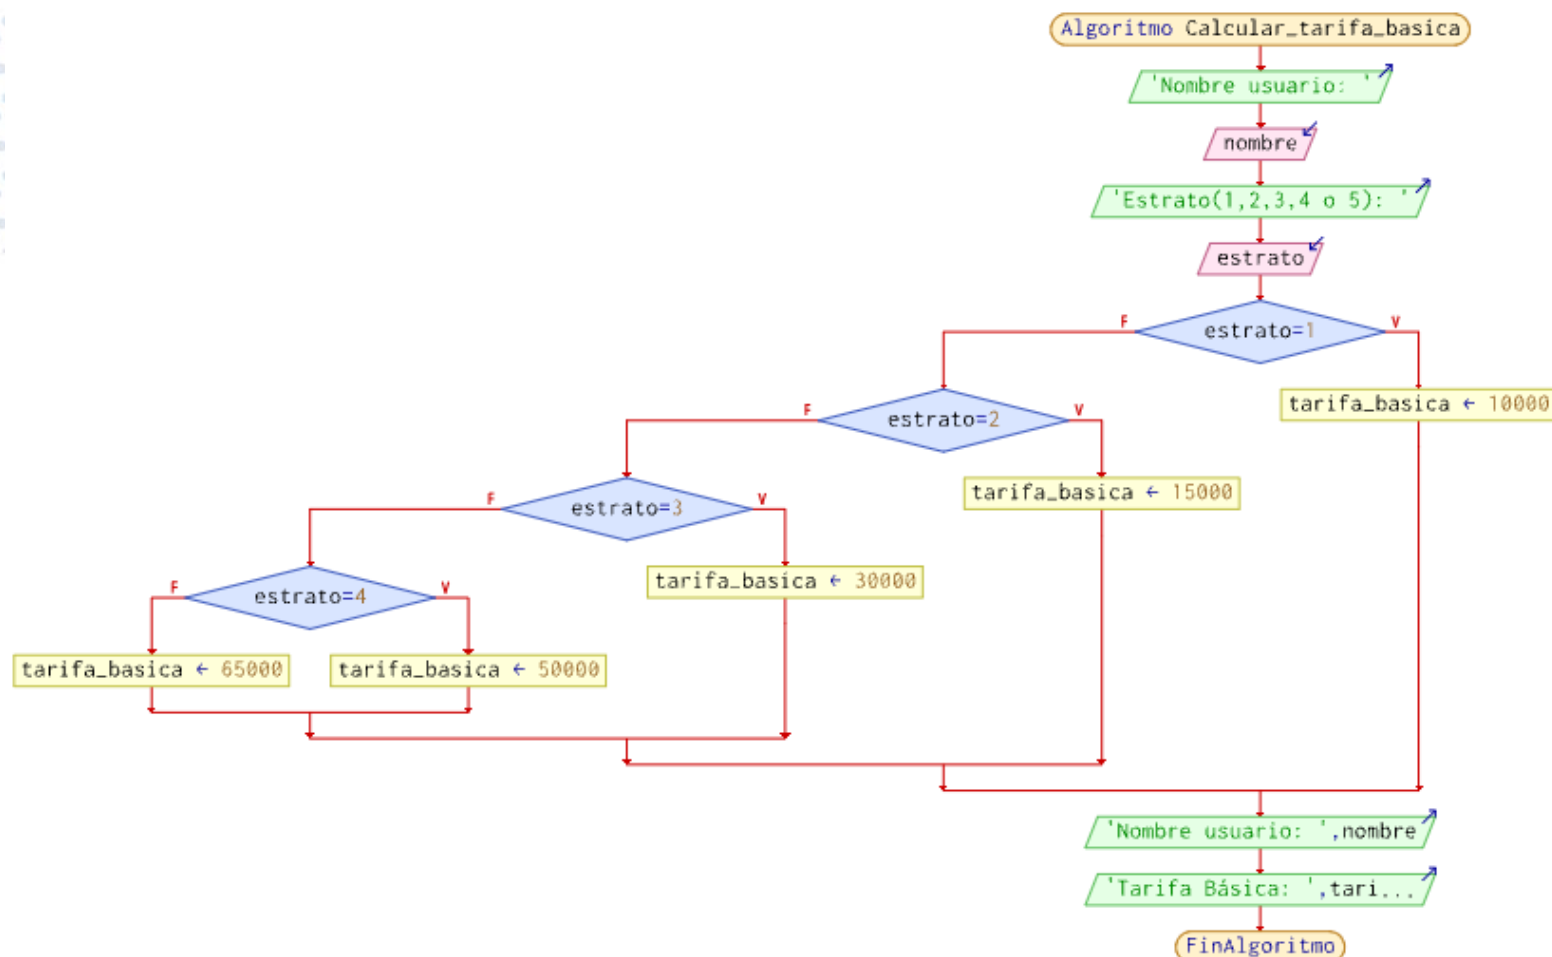 Algoritmo Calcular_tarifa_basica
'Nombre usuario: '
nombre
'Estrato(1,2,3,4 o 5): '
estrato
estrato=1
F
V
tarifa_basica ← 10000
estrato=2
F
V
tarifa_basica ← 15000
estrato=3
F
V
tarifa_basica ← 30000
estrato=4
F
V
tarifa_basica ← 65000
tarifa_basica ← 50000
'Nombre usuario: ',nombre
'Tarifa Básica: ',tari...
FinAlgoritmo